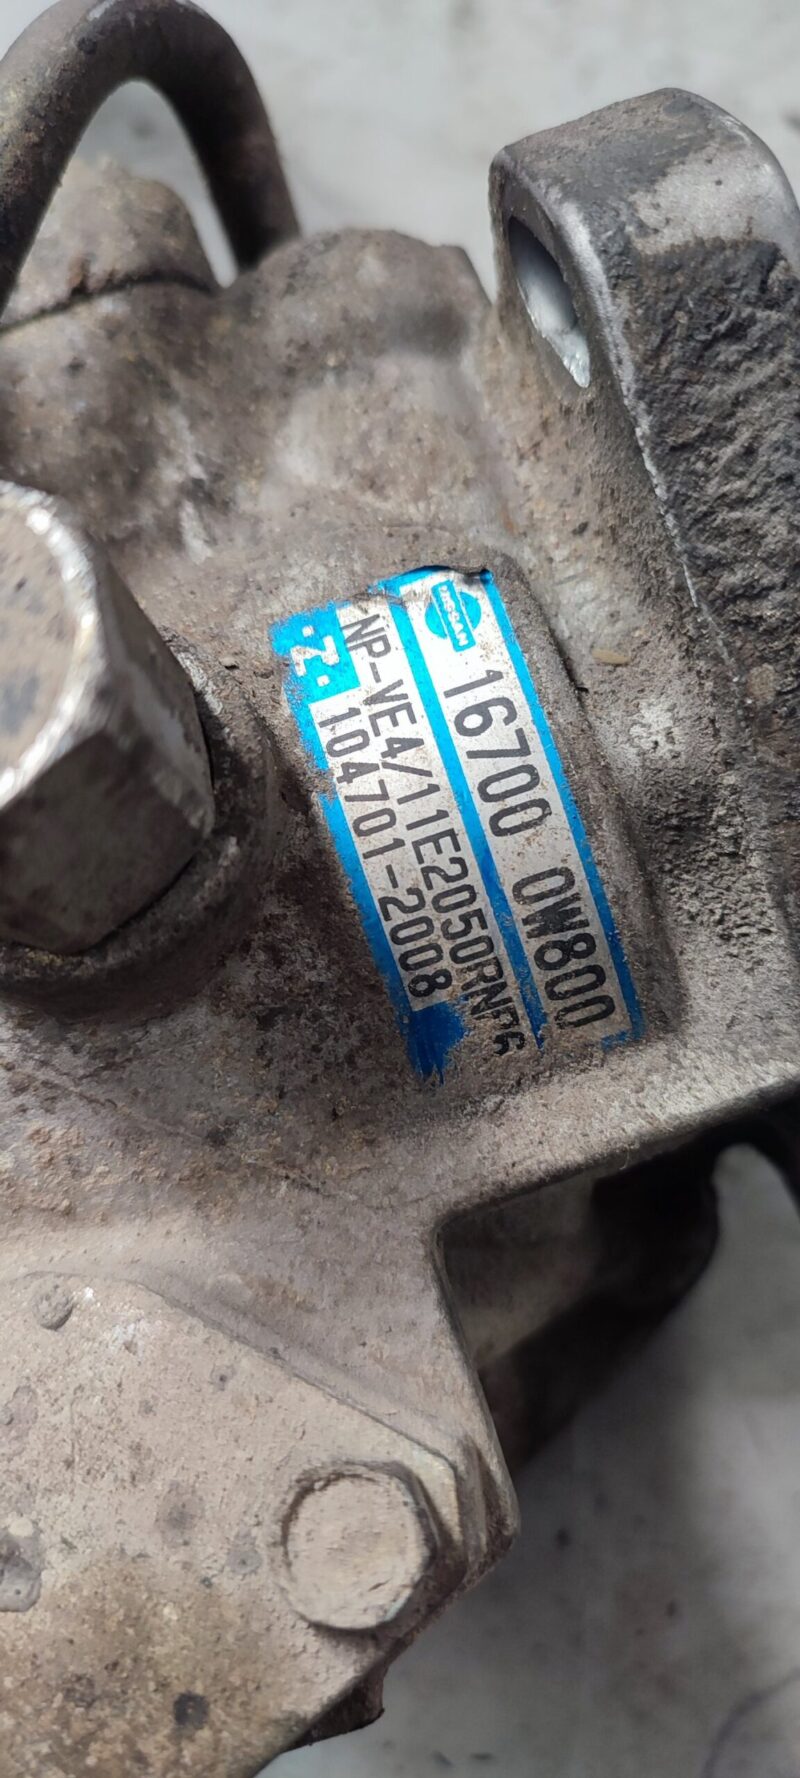 NISSAN
16700 0W800
NP-VE4/11E2050RNP6
·Z· 104701-2008